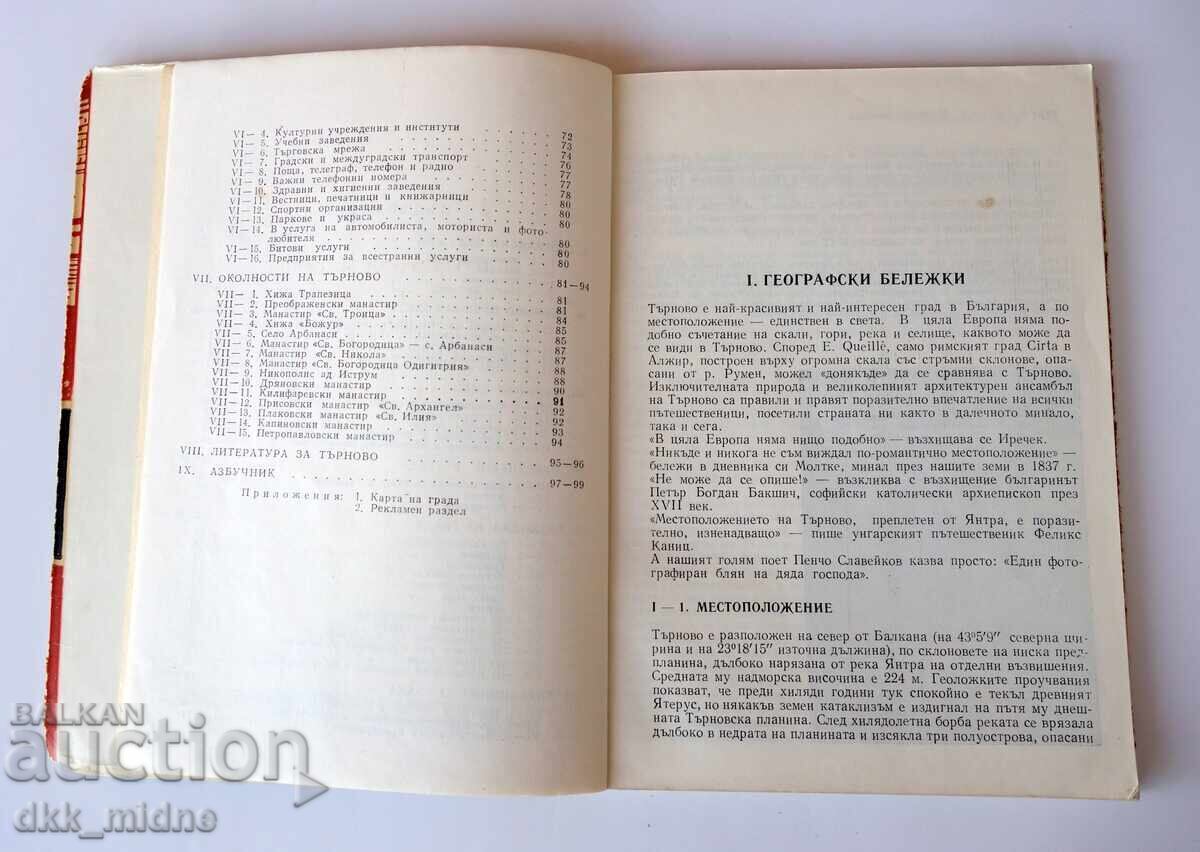 VI— 4. Културни учреждения и институти . . . . . . 72
VI— 5. Учебни заведения . . . . . . 73
VI— 6. Търговска мрежа . . . . . . 74
VI— 7. Градски и междуградски транспорт . . . . . . 76
VI— 8. Поща, телеграф, телефон и радио . . . . . . 77
VI— 9. Важни телефонни номера . . . . . . 77
VI—10. Здравни и хигиенни заведения . . . . . . 78
VI—11. Вестници, печатници и книжарници . . . . . . 80
VI—12. Спортни организации . . . . . . 80
VI—13. Паркове и украса . . . . . . 80
VI—14. В услуга на автомобилиста, моториста и фото-
любителя . . . . . . 80
VI—15. Битови услуги . . . . . . 80
VI—16. Предприятия за всестранни услуги . . . . . . 80
VII. ОКОЛНОСТИ НА ТЪРНОВО . . . . . . 81—94
VII— 1. Хижа Трапезица . . . . . . 81
VII— 2. Преображенски манастир . . . . . . 81
VII— 3. Манастир «Св. Троица» . . . . . . 84
VII— 4. Хижа «Божур» . . . . . . 85
VII— 5. Село Арбанаси . . . . . . 85
VII— 6. Манастир «Св. Богородица» — с. Арбанаси . . . 87
VII— 7. Манастир «Св. Никола» . . . . . . 87
VII— 8. Манастир «Св. Богородица Одигитрия» . . . . 88
VII— 9. Никополис ад Иструм . . . . . . 88
VII—10. Дряновски манастир . . . . . . 90
VII—11. Килифаревски манастир . . . . . . 91
VII—12. Присовски манастир «Св. Архангел» . . . . . . 92
VII—13. Плаковски манастир «Св. Илия» . . . . . . 92
VII—14. Капиновски манастир . . . . . . 93
VII—15. Петропавловски манастир . . . . . . 94
VIII. ЛИТЕРАТУРА ЗА ТЪРНОВО . . . . . . 95—96
IX. АЗБУЧНИК . . . . . . 97—99
Приложения: 1. Карта на града
2. Рекламен раздел
I. ГЕОГРАФСКИ БЕЛЕЖКИ
Търново е най-красивият и най-интересен град в България, а по
местоположение — единствен в света. В цяла Европа няма по-
добно съчетание на скали, гори, река и селище, каквото може да
се види в Търново. Според E. Queillé, само римският град Cirta в
Алжир, построен върху огромна скала със стръмни склонове, опа-
сани от р. Румен, можел «донякъде» да се сравнява с Търново.
Изключителната природа и великолепният архитектурен ансамбъл
на Търново са правили и правят поразително впечатление на всички
пътешественици, посетили страната ни както в далечното минало,
така и сега.
«В цяла Европа няма нищо подобно» — възхищава се Иречек.
«Никъде и никога не съм виждал по-романтично местоположение» —
бележи в дневника си Молтке, минал през нашите земи в 1837 г.
«Не може да се опише!» — възкликва с възхищение българинът
Петър Богдан Бакшич, софийски католически архиепископ през
XVII век.
«Местоположението на Търново, преплетен от Янтра, е порази-
телно, изненадващо» — пише унгарският пътешественик Феликс
Каниц.
А нашият голям поет Пенчо Славейков казва просто: «Един фото-
графиран блян на дяда господа».
I — 1. МЕСТОПОЛОЖЕНИЕ
Търново е разположен на север от Балкана (на 43°5′9″ северна ши-
рина и на 23°18′15″ източна дължина), по склоновете на ниска пред-
планина, дълбоко нарязана от река Янтра на отделни възвишения.
Средната му надморска височина е 224 м. Геоложките проучвания
показват, че преди хиляди години тук спокойно е текъл древният
Ятерус, но някакъв земен катаклизъм е издигнал на пътя му днеш-
ната Търновска планина. След хилядолетна борба реката се врязала
дълбоко в недрата на планината и изсякла три полуострова, опасани
BALKAN
auction
dkk_midne